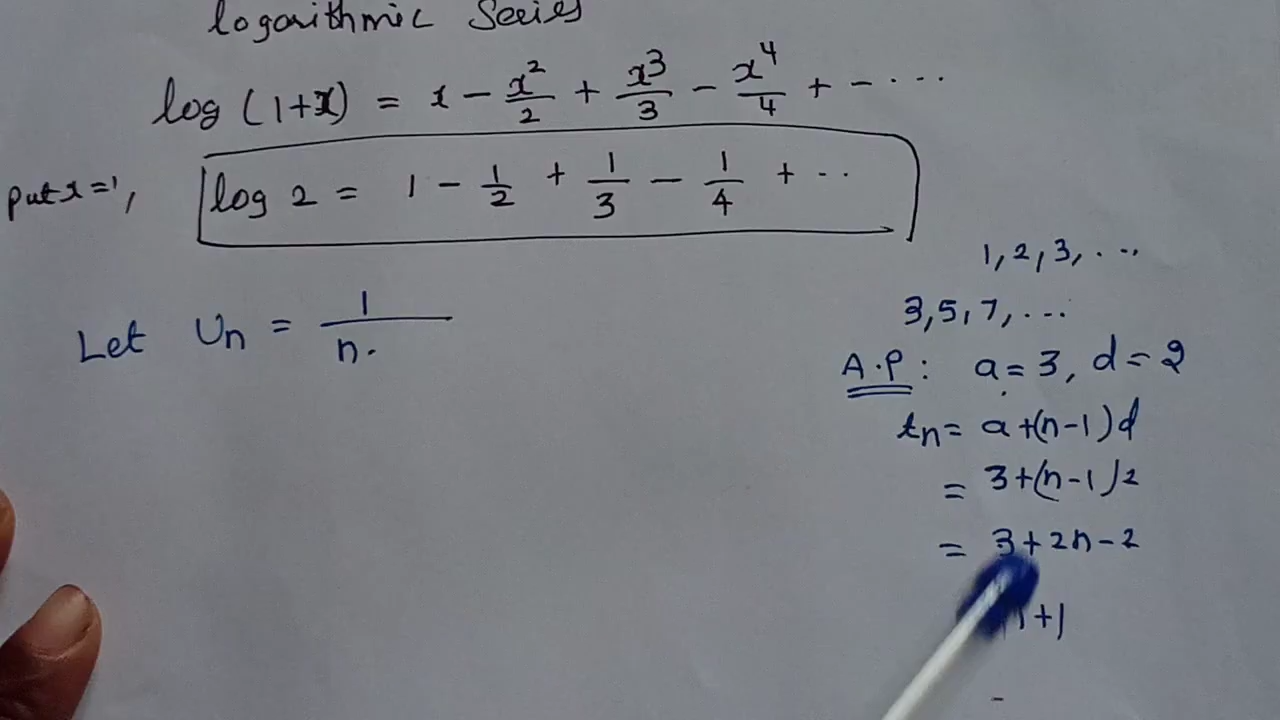 logarithmic Series
log (1+x) = x - x²/2 + x³/3 - x⁴/4 + - ...
put x=1, log 2 = 1 - 1/2 + 1/3 - 1/4 + ..
1, 2, 3, ...
3, 5, 7, ...
Let Un = 1/n.
A.P : a = 3, d = 2
tn = a + (n-1)d
= 3 + (n-1)2
= 3 + 2n - 2
+1